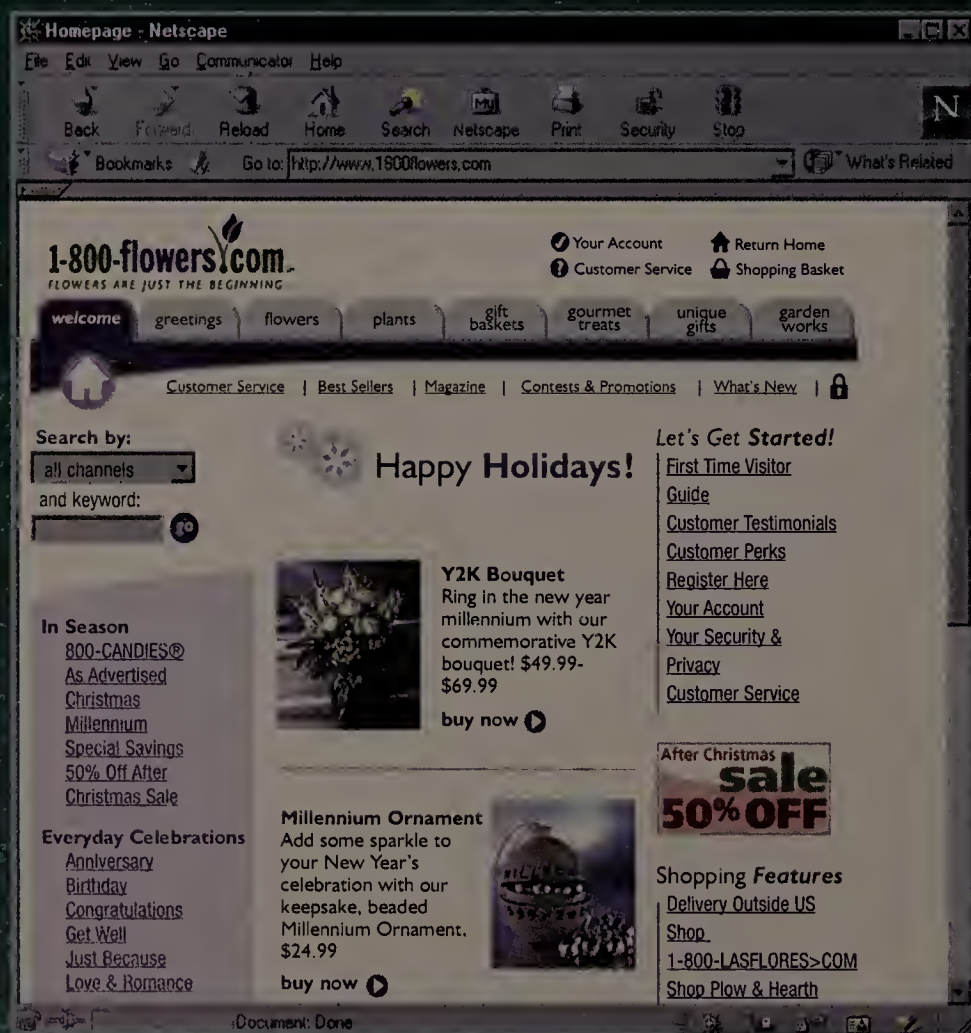 Homepage - Netscape
File Edit View Go Communicator Help
Back Forward Reload Home Search Netscape Print Security Stop
My
N
Bookmarks Go to: http://www.1800flowers.com What's Related
1-800-flowers.com
FLOWERS ARE JUST THE BEGINNING
Your Account Return Home
Customer Service Shopping Basket
welcome greetings flowers plants gift baskets gourmet treats unique gifts garden works
Customer Service | Best Sellers | Magazine | Contests & Promotions | What's New |
Search by:
all channels
and keyword:
go
In Season
800-CANDIES®
As Advertised
Christmas
Millennium
Special Savings
50% Off After
Christmas Sale
Everyday Celebrations
Anniversary
Birthday
Congratulations
Get Well
Just Because
Love & Romance
Happy Holidays!
Y2K Bouquet
Ring in the new year
millennium with our
commemorative Y2K
bouquet! $49.99-
$69.99
buy now
Millennium Ornament
Add some sparkle to
your New Year's
celebration with our
keepsake, beaded
Millennium Ornament.
$24.99
buy now
Let's Get Started!
First Time Visitor
Guide
Customer Testimonials
Customer Perks
Register Here
Your Account
Your Security &
Privacy
Customer Service
After Christmas
sale
50% OFF
Shopping Features
Delivery Outside US
Shop
1-800-LASFLORES>COM
Shop Plow & Hearth
Document: Done